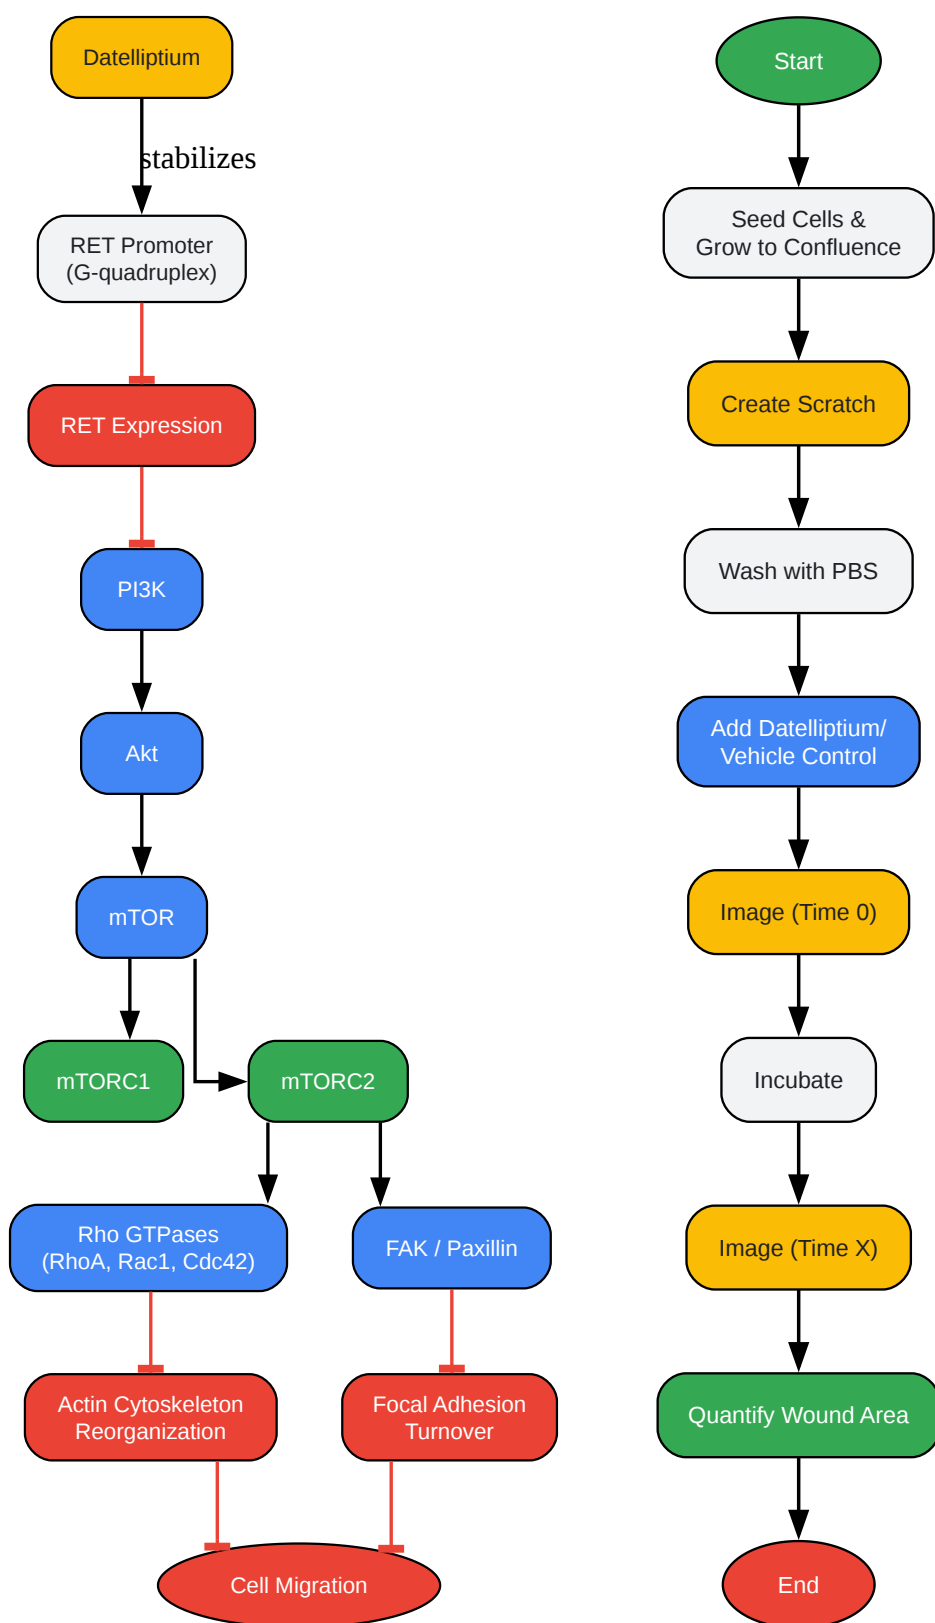 Datelliptium
stabilizes
RET Promoter
(G-quadruplex)
RET Expression
PI3K
Akt
mTOR
mTORC1
mTORC2
Rho GTPases
(RhoA, Rac1, Cdc42)
FAK / Paxillin
Actin Cytoskeleton
Reorganization
Focal Adhesion
Turnover
Cell Migration
Start
Seed Cells &
Grow to Confluence
Create Scratch
Wash with PBS
Add Datelliptium/
Vehicle Control
Image (Time 0)
Incubate
Image (Time X)
Quantify Wound Area
End